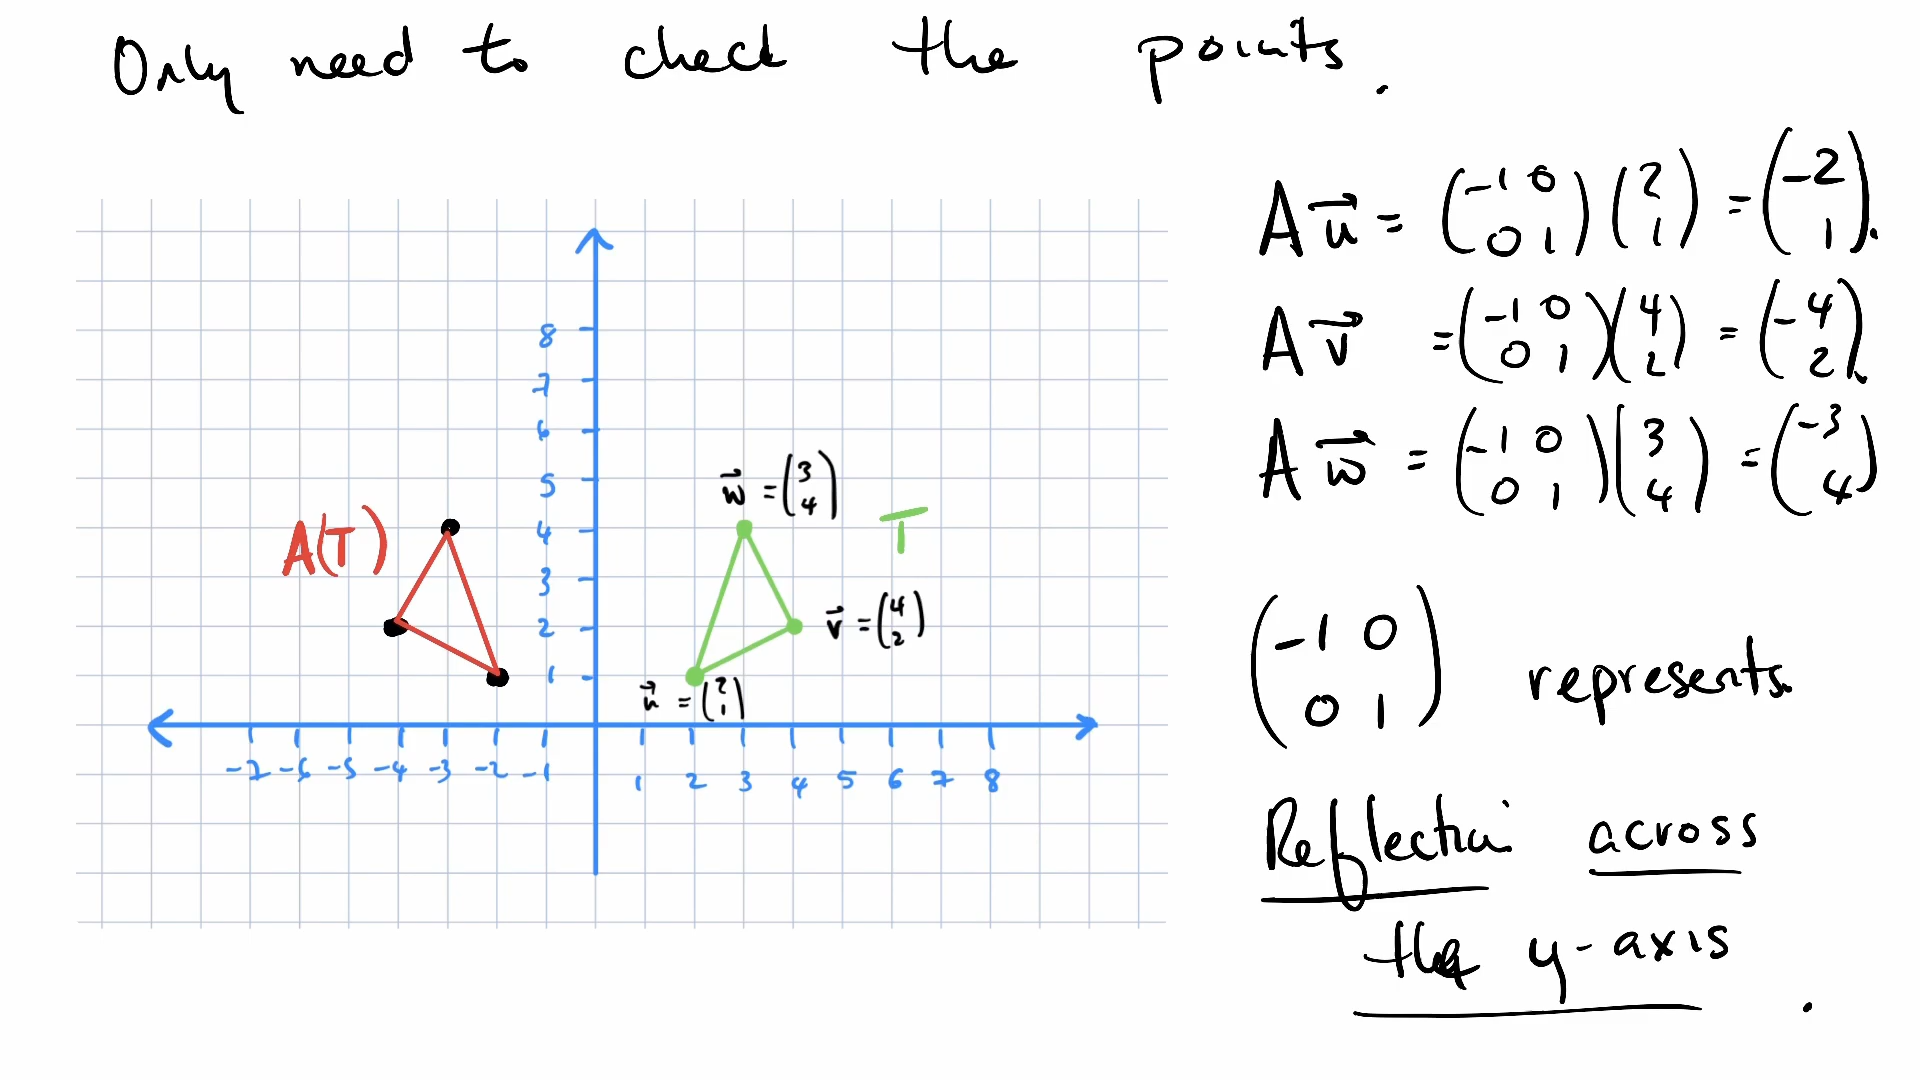 Only need to check the points.
A u⃗ = (-1 0 / 0 1)(2 / 1) = (-2 / 1).
A v⃗ = (-1 0 / 0 1)(4 / 2) = (-4 / 2).
A w⃗ = (-1 0 / 0 1)(3 / 4) = (-3 / 4)
8
7
6
5
4
3
2
1
w⃗ = (3 / 4)
T
A(T)
v⃗ = (4 / 2)
u⃗ = (2 / 1)
-7 -6 -5 -4 -3 -2 -1 1 2 3 4 5 6 7 8
(-1 0 / 0 1) represents.
Reflection across
the y-axis.